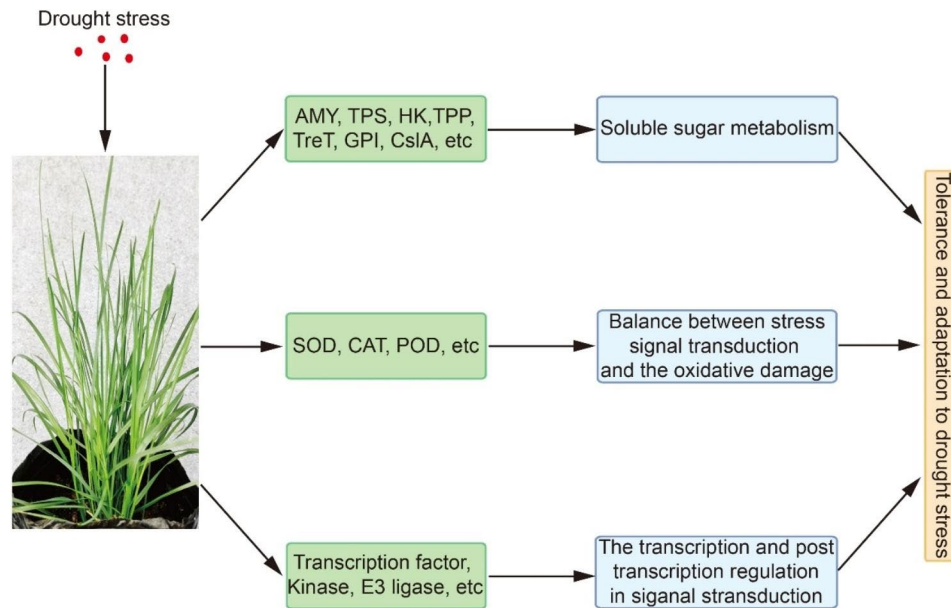 Drought stress
AMY, TPS, HK,TPP,
TreT, GPI, CslA, etc
Soluble sugar metabolism
SOD, CAT, POD, etc
Balance between stress
signal transduction
and the oxidative damage
Transcription factor,
Kinase, E3 ligase, etc
The transcription and post
transcription regulation
in siganal stransduction
Tolerance and adaptation to drought stress